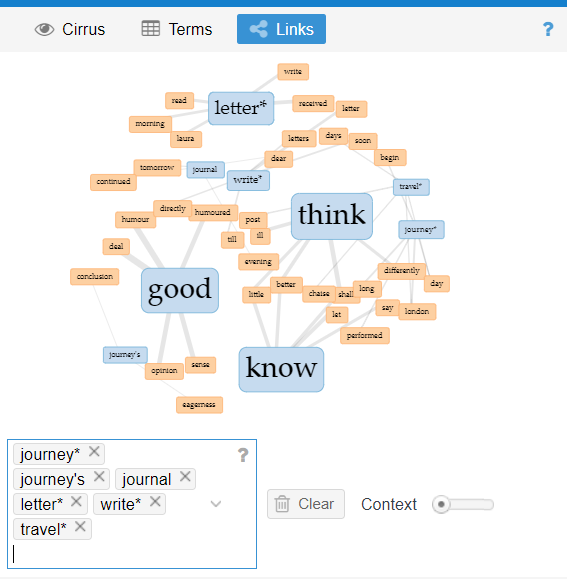 Cirrus Terms Links ?
write
read
letter*
received
letter
morning
laura
letters
days
soon
dear
begin
tomorrow
journal
continued
write*
travel*
directly
humour
humoured
post
think
till
ill
journey*
deal
evening
conclusion
good
differently
better
little
chaise
shall
long
day
say
london
let
performed
journey's
opinion
sense
know
eagerness
journey* ✕ ?
journey's ✕ journal ✕
letter* ✕ write* ✕
travel* ✕
Clear Context